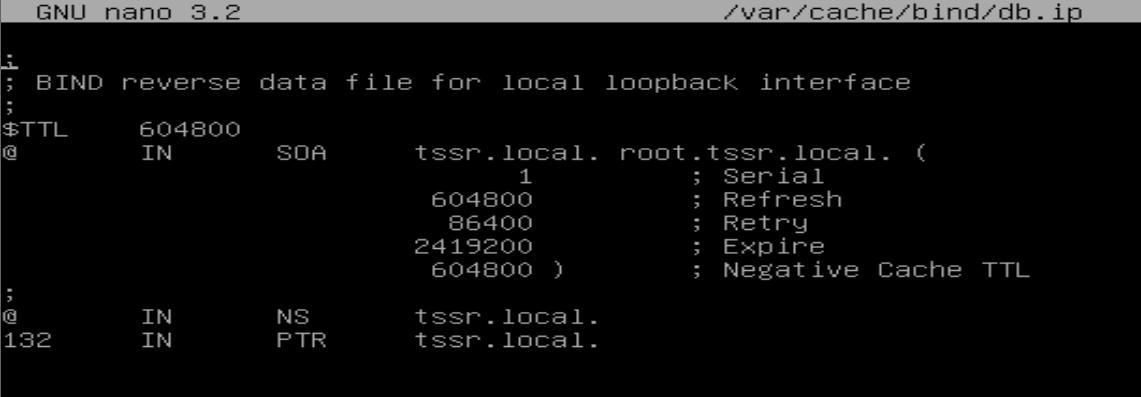 GNU nano 3.2 /var/cache/bind/db.ip
;
; BIND reverse data file for local loopback interface
;
$TTL 604800
@ IN SOA tssr.local. root.tssr.local. (
1 ; Serial
604800 ; Refresh
86400 ; Retry
2419200 ; Expire
604800 ) ; Negative Cache TTL
;
@ IN NS tssr.local.
132 IN PTR tssr.local.